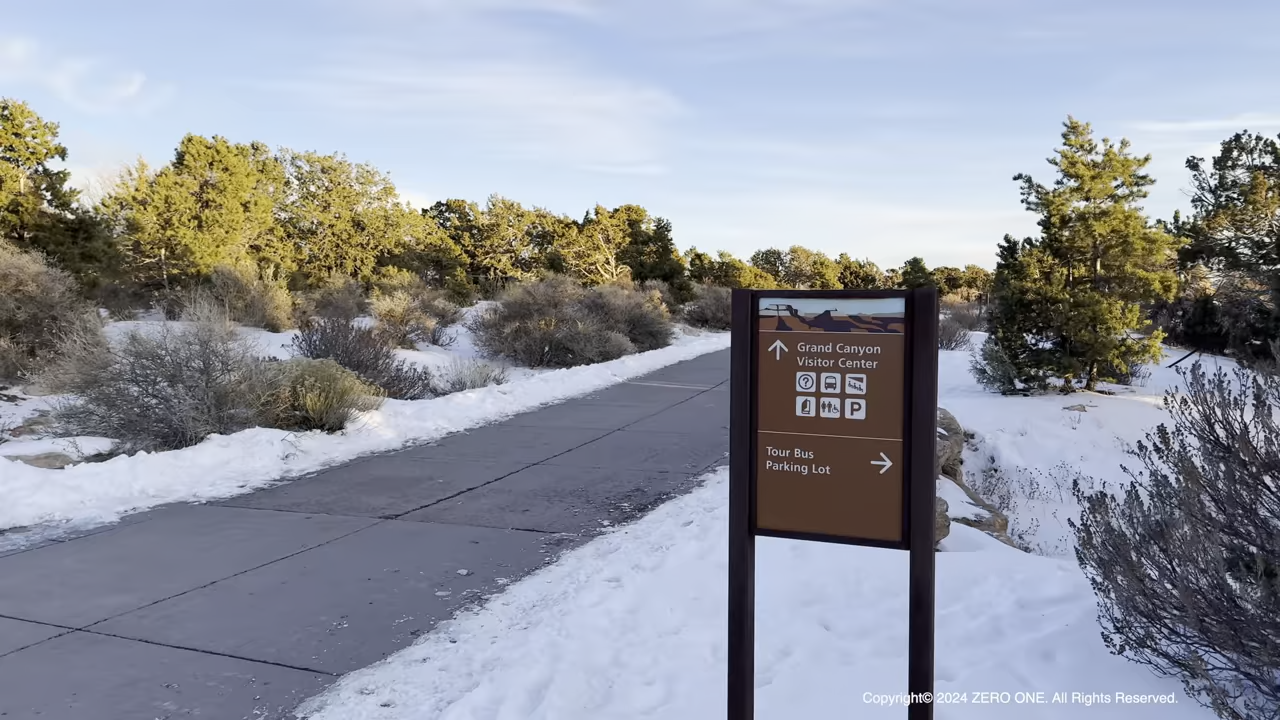 Grand Canyon
Visitor Center
?
P
Tour Bus
Parking Lot
Copyright© 2024 ZERO ONE. All Rights Reserved.